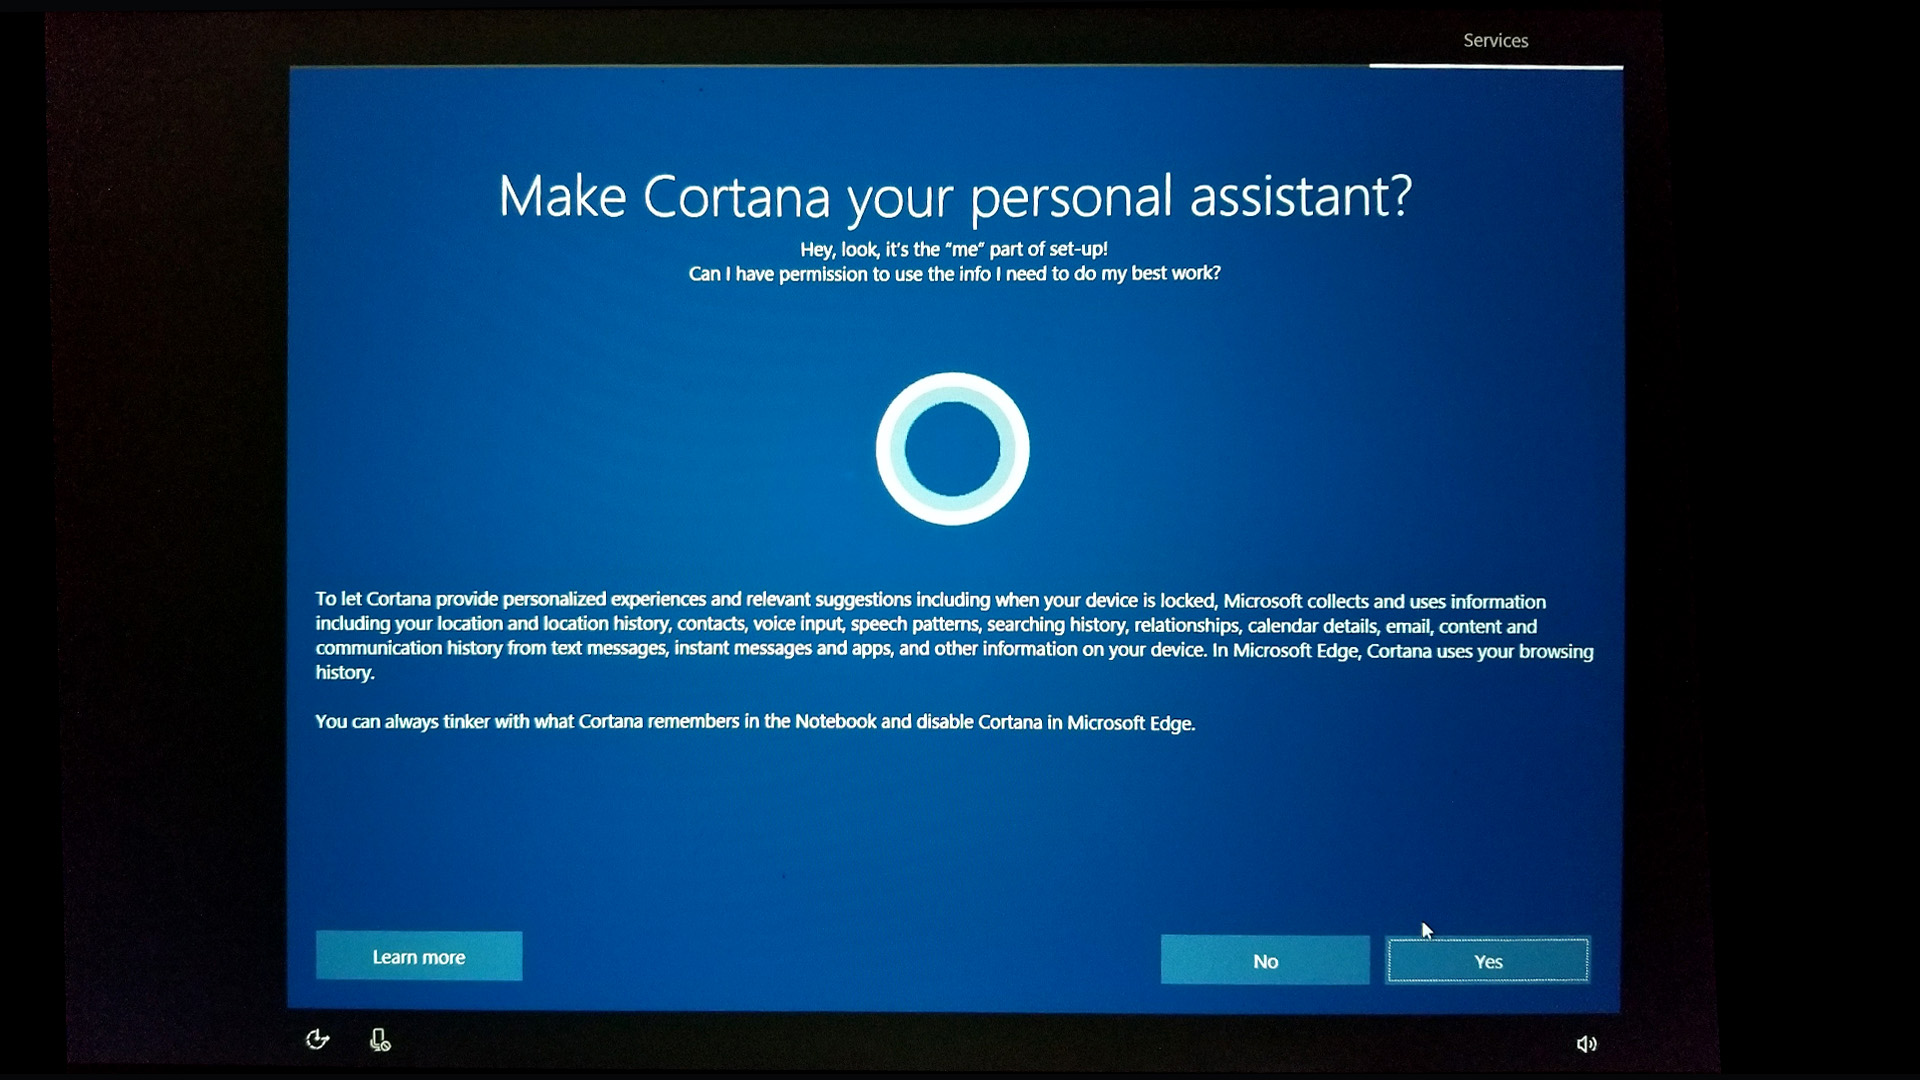 Services
Make Cortana your personal assistant?
Hey, look, it's the "me" part of set-up!
Can I have permission to use the info I need to do my best work?
To let Cortana provide personalized experiences and relevant suggestions including when your device is locked, Microsoft collects and uses information
including your location and location history, contacts, voice input, speech patterns, searching history, relationships, calendar details, email, content and
communication history from text messages, instant messages and apps, and other information on your device. In Microsoft Edge, Cortana uses your browsing
history.
You can always tinker with what Cortana remembers in the Notebook and disable Cortana in Microsoft Edge.
Learn more
No
Yes